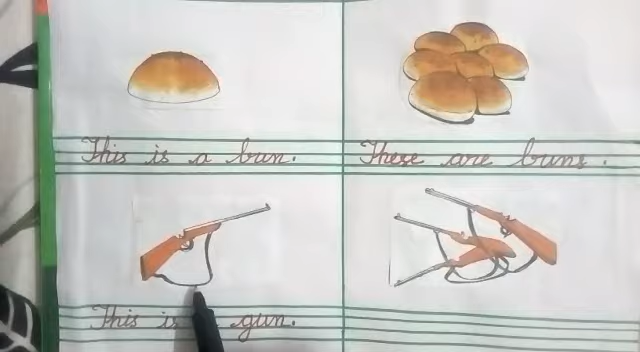 This is a bun.
These are buns.
This is gun.